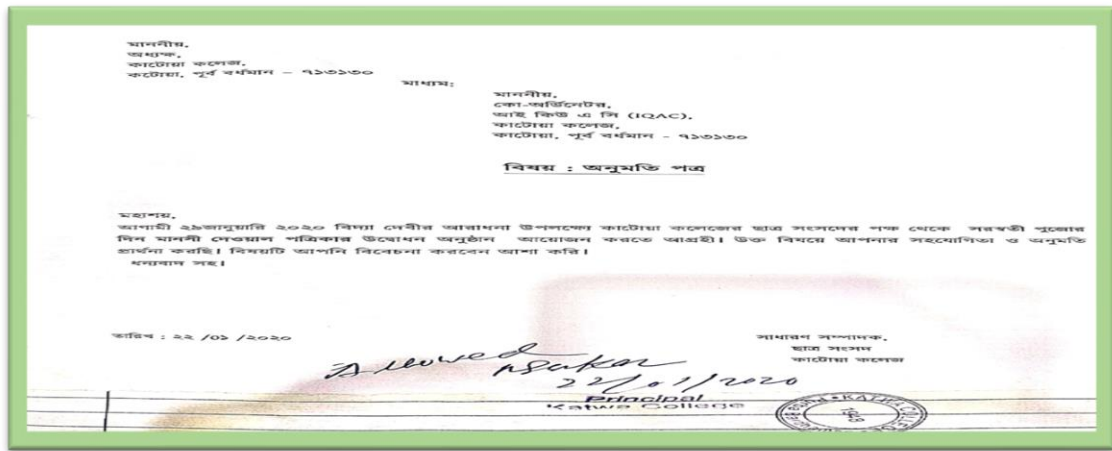 মাননীয়,
অধ্যক্ষ,
কাটোয়া কলেজ,
কটোয়া, পূর্ব বর্ধমান – ৭১৩১৩০
মাধ্যম:
মাননীয়,
কো-অর্ডিনেটর,
আই কিউ এ সি (IQAC),
কাটোয়া কলেজ,
কাটোয়া, পূর্ব বর্ধমান - ৭১৩১৩০
বিষয় : অনুমতি পত্র
মহাশয়,
আগামী ২৯জানুয়ারি ২০২০ বিদ্যা দেবীর আরাধনা উপলক্ষে কাটোয়া কলেজের ছাত্র সংসদের পক্ষ থেকে সরস্বতী পুজোর
দিন মানসী দেওয়াল পত্রিকার উদ্বোধন অনুষ্ঠান আয়োজন করতে আগ্রহী। উক্ত বিষয়ে আপনার সহযোগিতা ও অনুমতি
প্রার্থনা করছি। বিষয়টি আপনি বিবেচনা করবেন আশা করি।
ধন্যবাদ সহ।
তারিখ : ২২ /০১ /২০২০
সাধারণ সম্পাদক,
ছাত্র সংসদ
কাটোয়া কলেজ
Allowed
22/01/2020
Principal
Katwa College
KATWA
1948